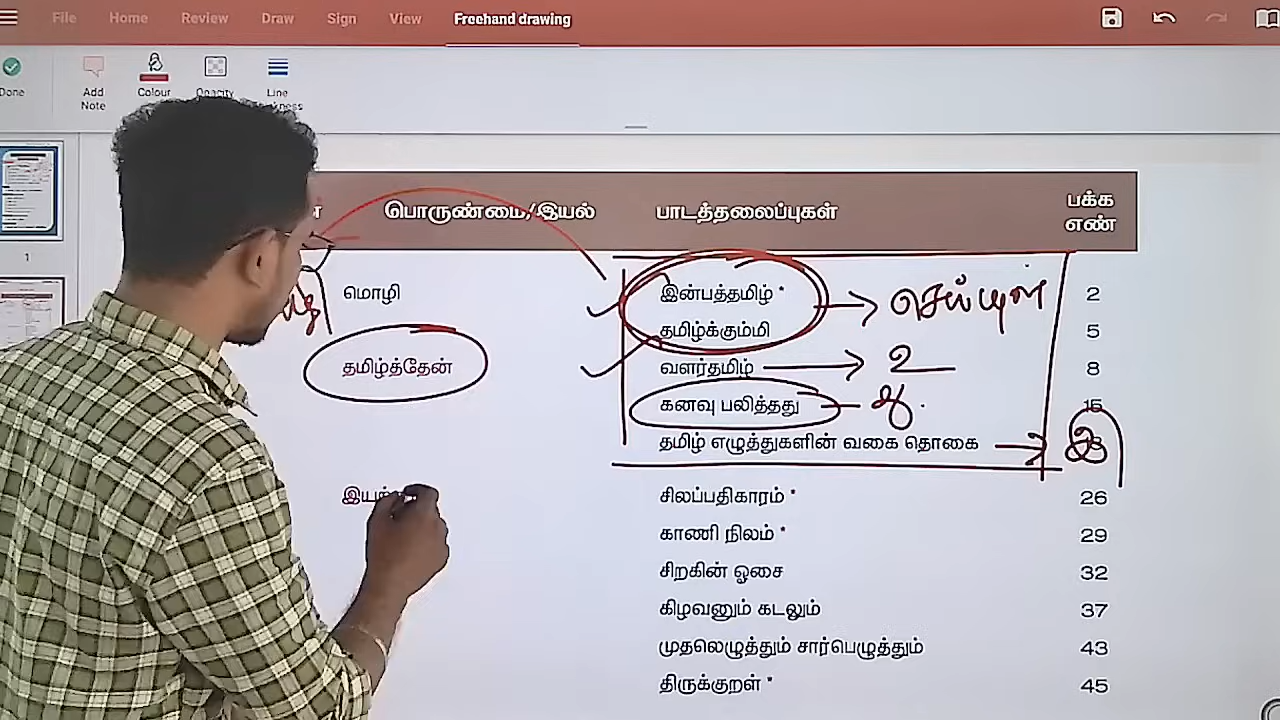 File Home Review Draw Sign View Freehand drawing
Done Add Note Colour Opacity Line
பொருண்மை/இயல் பாடத்தலைப்புகள் பக்க எண்
1
மொழி இன்பத்தமிழ் * செய்யுள் 2
தமிழ்க்கும்மி 5
தமிழ்த்தேன் வளர்தமிழ் உ 8
கனவு பலித்தது து. 15
தமிழ் எழுத்துகளின் வகை தொகை இ
சிலப்பதிகாரம் * 26
காணி நிலம் * 29
சிறகின் ஓசை 32
கிழவனும் கடலும் 37
முதலெழுத்தும் சார்பெழுத்தும் 43
திருக்குறள் * 45